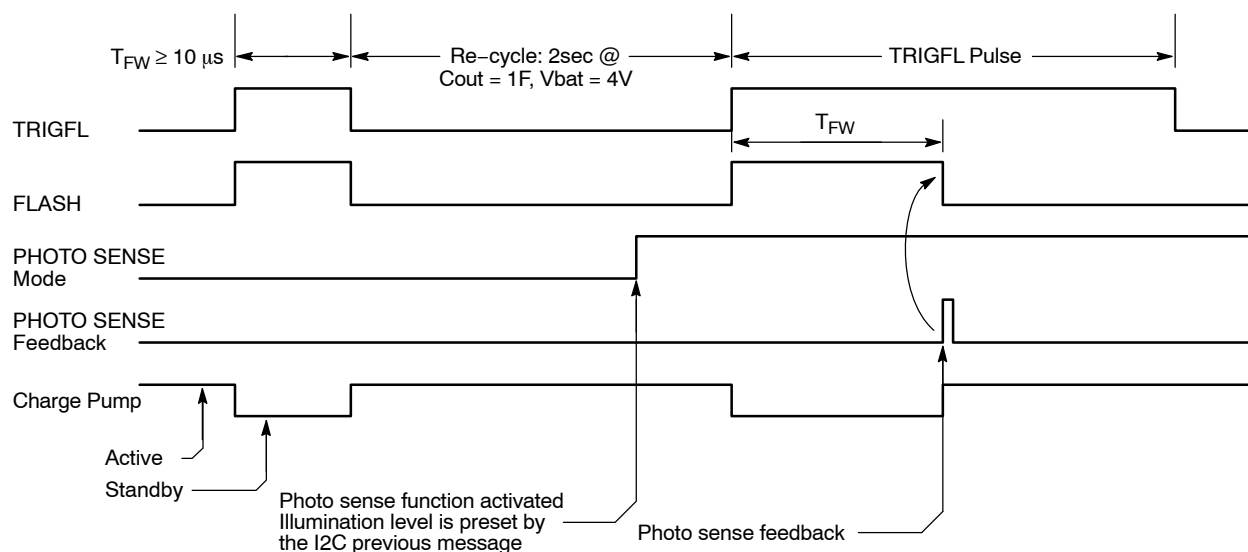 TFW ≥ 10 μs
Re−cycle: 2sec @
Cout = 1F, Vbat = 4V
TRIGFL Pulse
TRIGFL
TFW
FLASH
PHOTO SENSE
Mode
PHOTO SENSE
Feedback
Charge Pump
Active
Standby
Photo sense function activated
Illumination level is preset by
the I2C previous message
Photo sense feedback